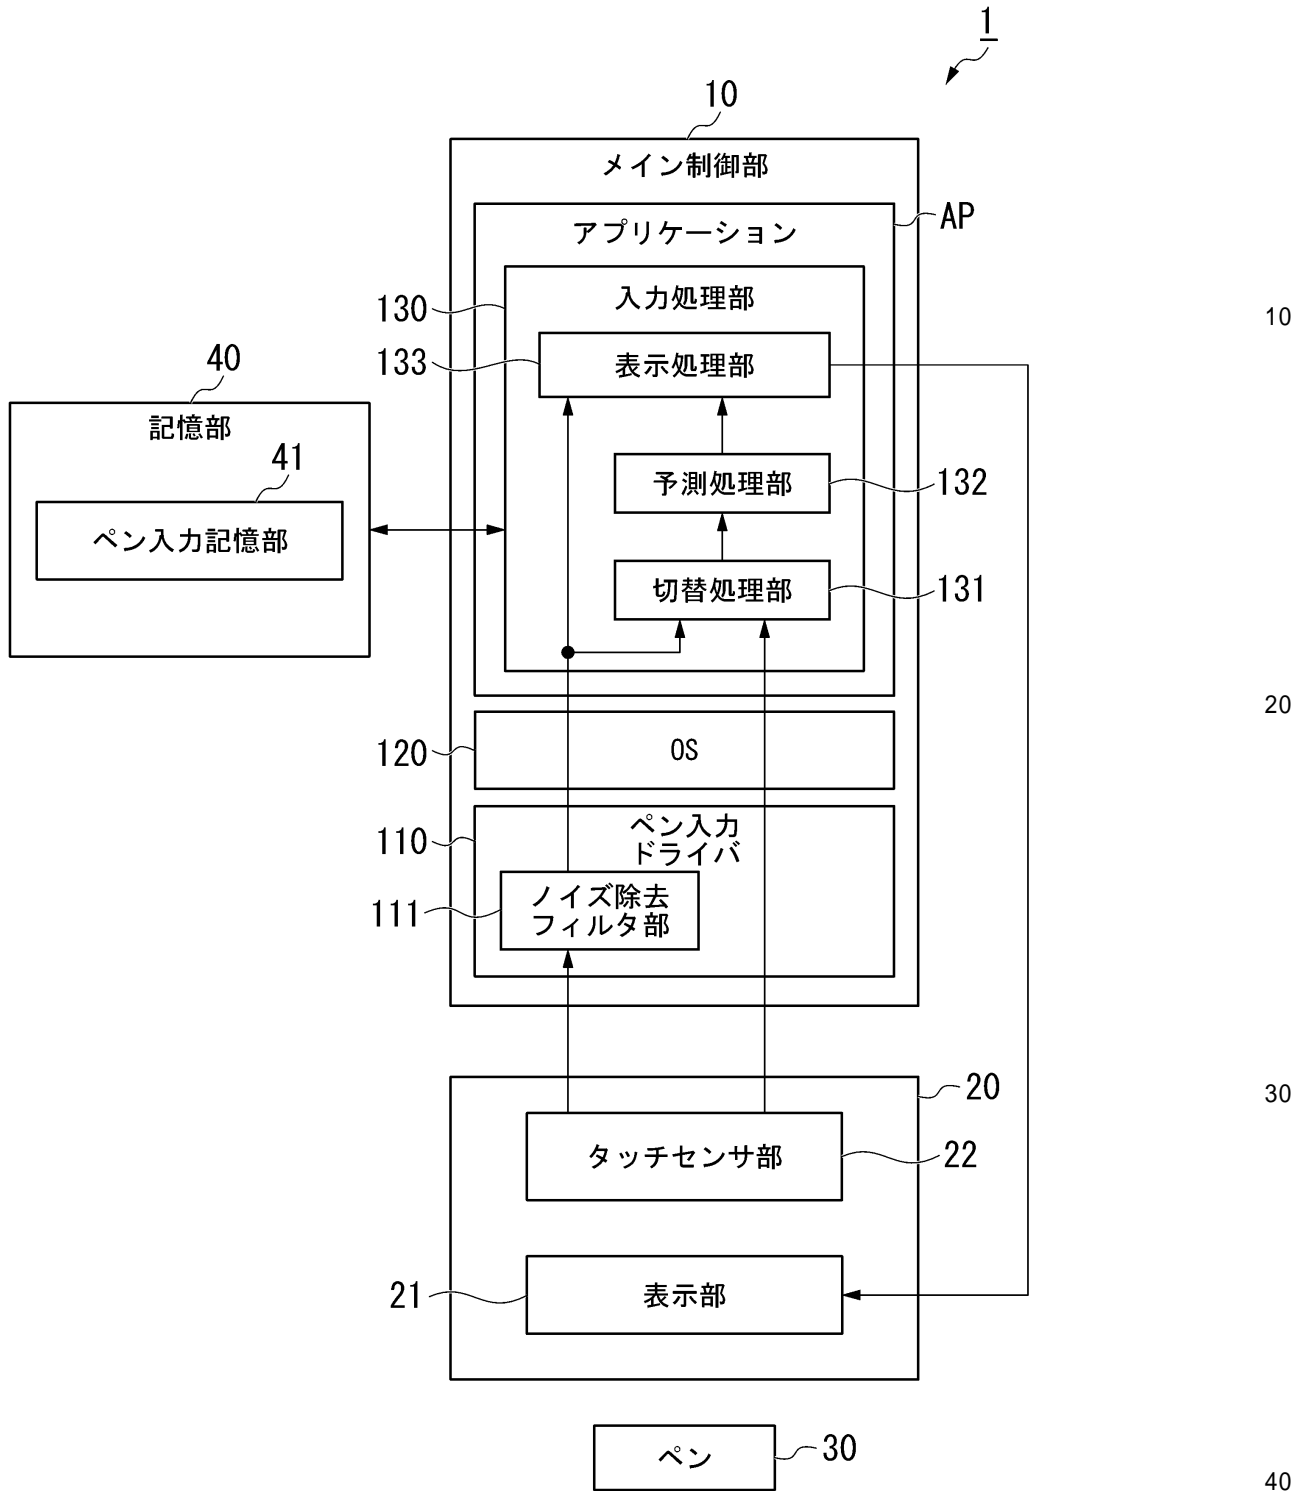 1
10
メイン制御部
AP
アプリケーション
130
入力処理部
10
133
表示処理部
40
記憶部
41
ペン入力記憶部
予測処理部
132
切替処理部
131
20
120
OS
110
ペン入力
ドライバ
111
ノイズ除去
フィルタ部
20
30
タッチセンサ部
22
21
表示部
ペン
30
40